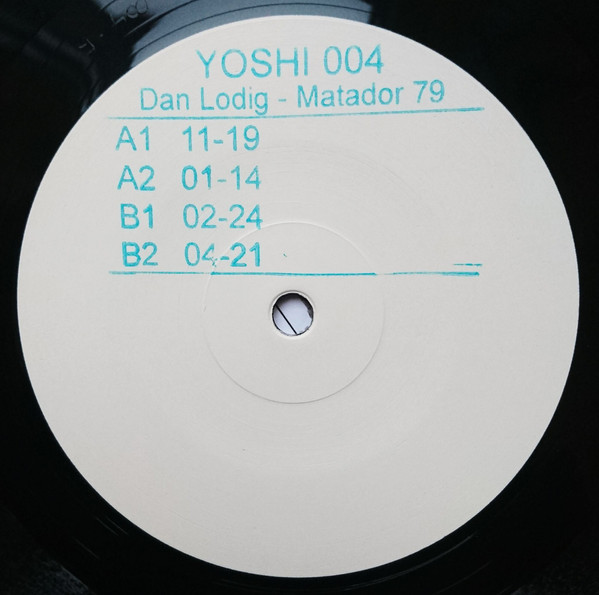 YOSHI 004
Dan Lodig - Matador 79
A1 11-19
A2 01-14
B1 02-24
B2 04-21